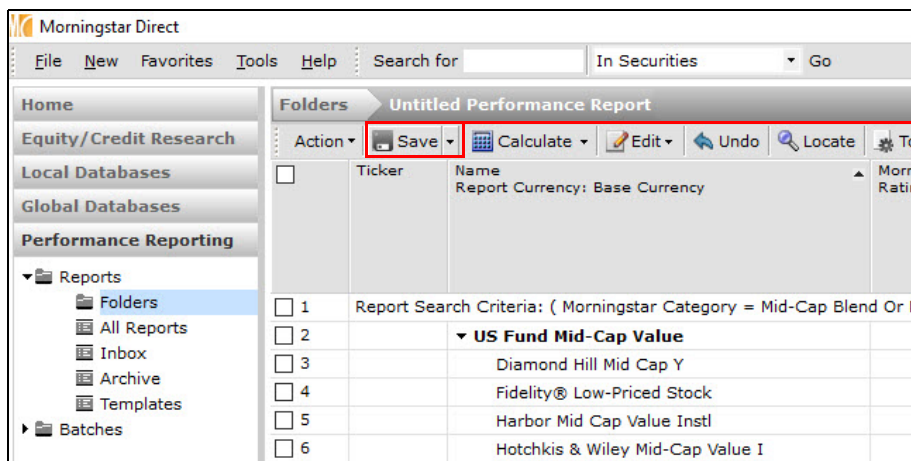 Morningstar Direct
File New Favorites Tools Help Search for In Securities Go
Home
Equity/Credit Research
Local Databases
Global Databases
Performance Reporting
Reports
Folders
All Reports
Inbox
Archive
Templates
Batches
Folders Untitled Performance Report
Action Save Calculate Edit Undo Locate
Ticker Name
Report Currency: Base Currency
1 Report Search Criteria: ( Morningstar Category = Mid-Cap Blend Or
2 US Fund Mid-Cap Value
3 Diamond Hill Mid Cap Y
4 Fidelity® Low-Priced Stock
5 Harbor Mid Cap Value Instl
6 Hotchkis & Wiley Mid-Cap Value I